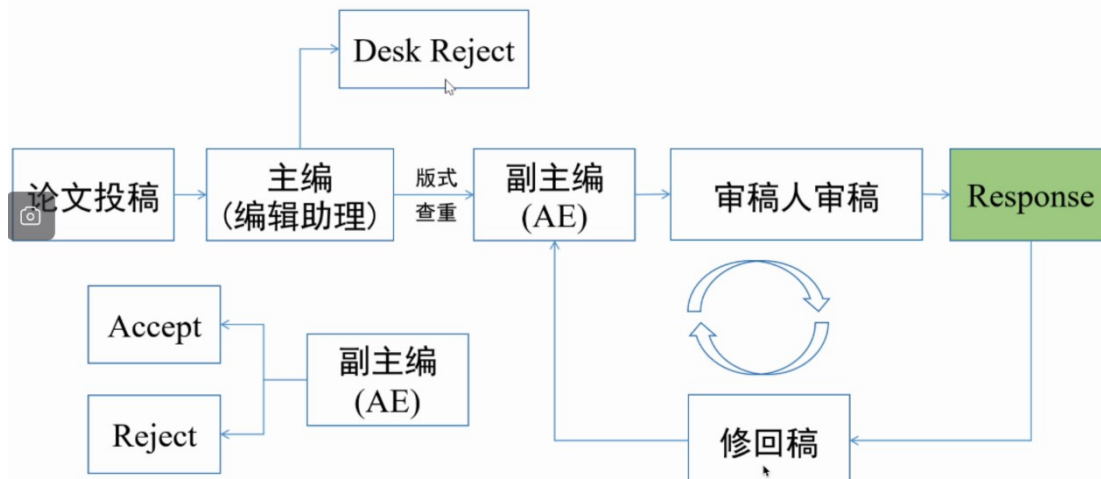 Desk Reject
论文投稿
主编
(编辑助理)
版式
查重
副主编
(AE)
审稿人审稿
Response
Accept
Reject
副主编
(AE)
修回稿